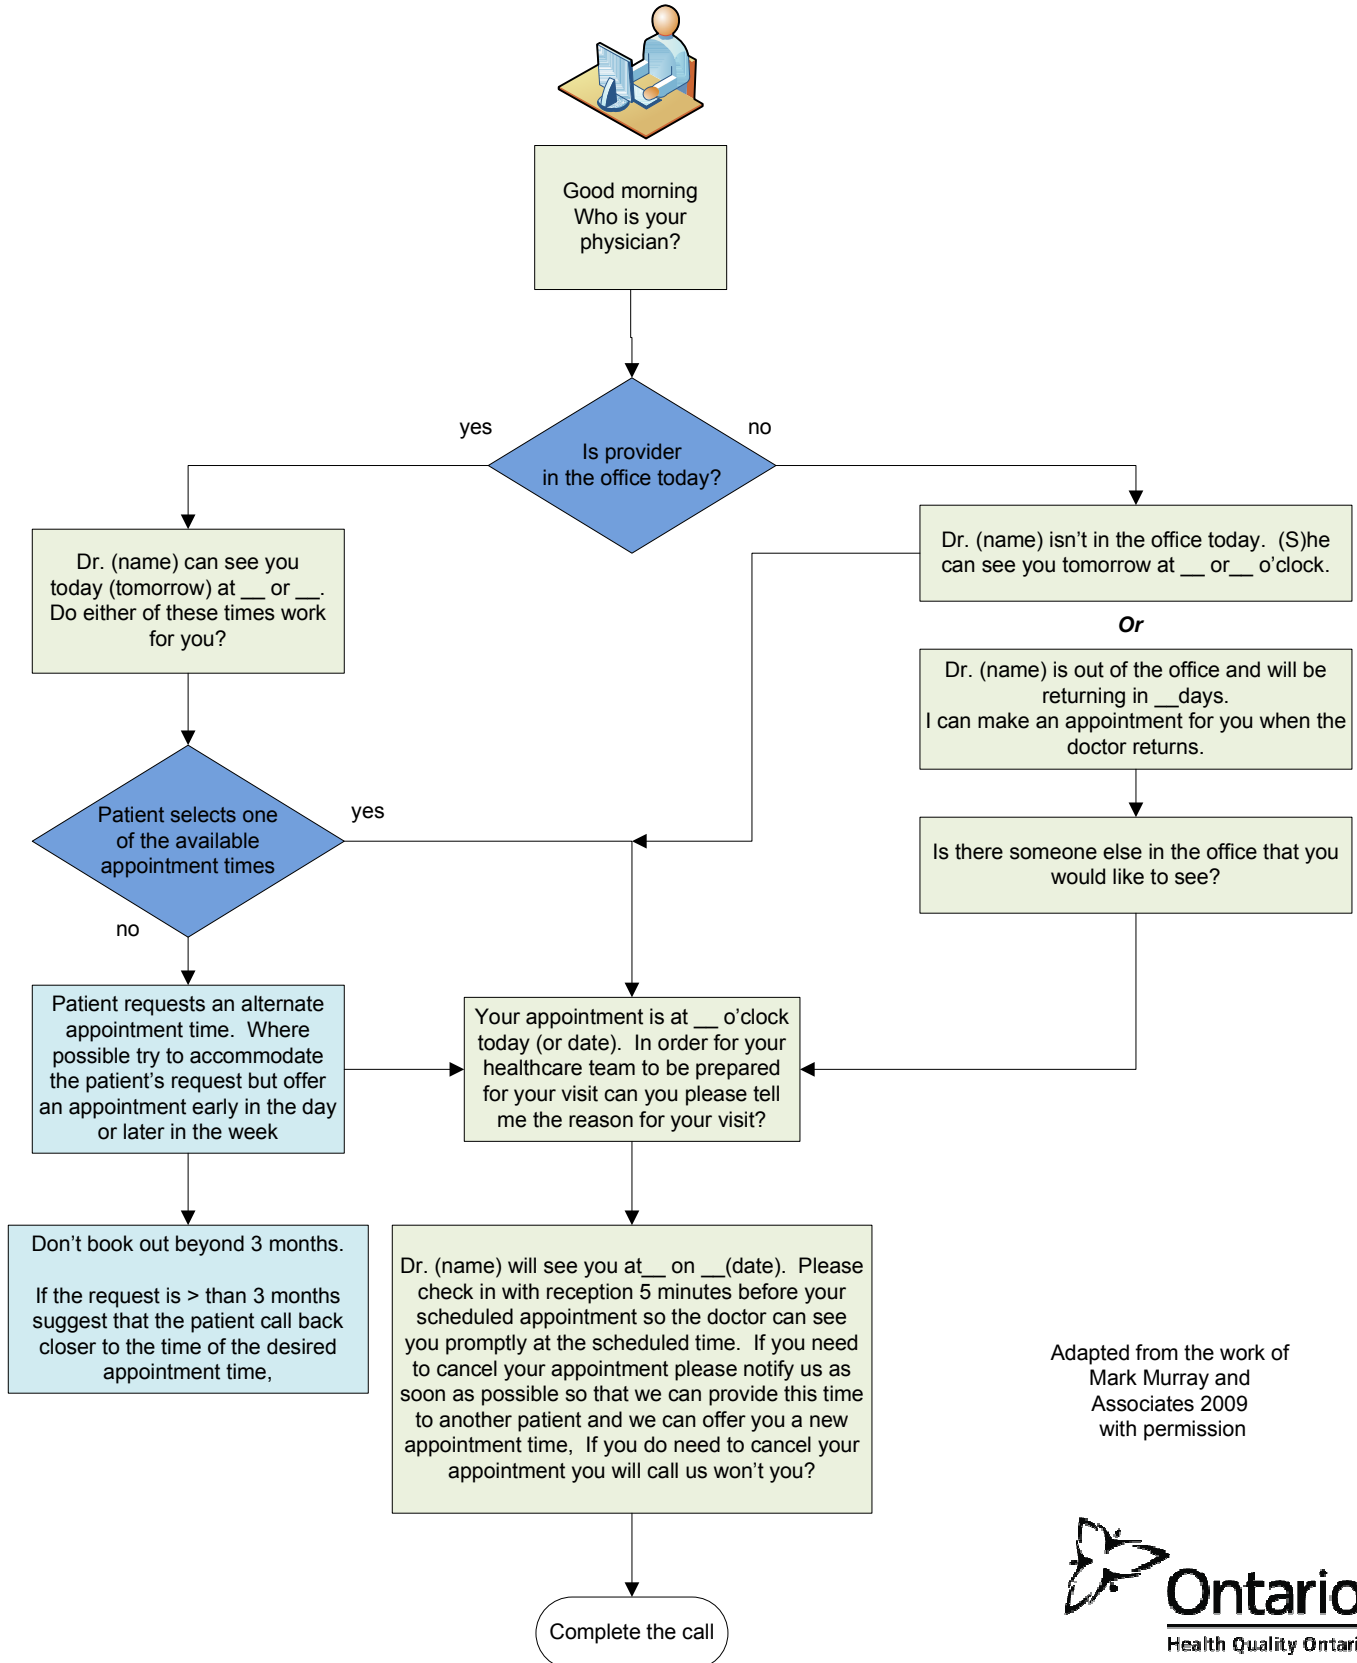 Good morning
Who is your
physician?
yes
no
Is provider
in the office today?
Dr. (name) can see you
today (tomorrow) at __ or __.
Do either of these times work
for you?
Dr. (name) isn't in the office today.  (S)he
can see you tomorrow at __ or__ o'clock.
Or
Dr. (name) is out of the office and will be
returning in __days.
I can make an appointment for you when the
doctor returns.
Is there someone else in the office that you
would like to see?
Patient selects one
of the available
appointment times
yes
no
Patient requests an alternate
appointment time.  Where
possible try to accommodate
the patient's request but offer
an appointment early in the day
or later in the week
Your appointment is at __ o'clock
today (or date).  In order for your
healthcare team to be prepared
for your visit can you please tell
me the reason for your visit?
Don't book out beyond 3 months.
If the request is > than 3 months
suggest that the patient call back
closer to the time of the desired
appointment time,
Dr. (name) will see you at__ on __(date).  Please
check in with reception 5 minutes before your
scheduled appointment so the doctor can see
you promptly at the scheduled time.  If you need
to cancel your appointment please notify us as
soon as possible so that we can provide this time
to another patient and we can offer you a new
appointment time,  If you do need to cancel your
appointment you will call us won't you?
Complete the call
Adapted from the work of
Mark Murray and
Associates 2009
with permission
Ontario
Health Quality Ontari